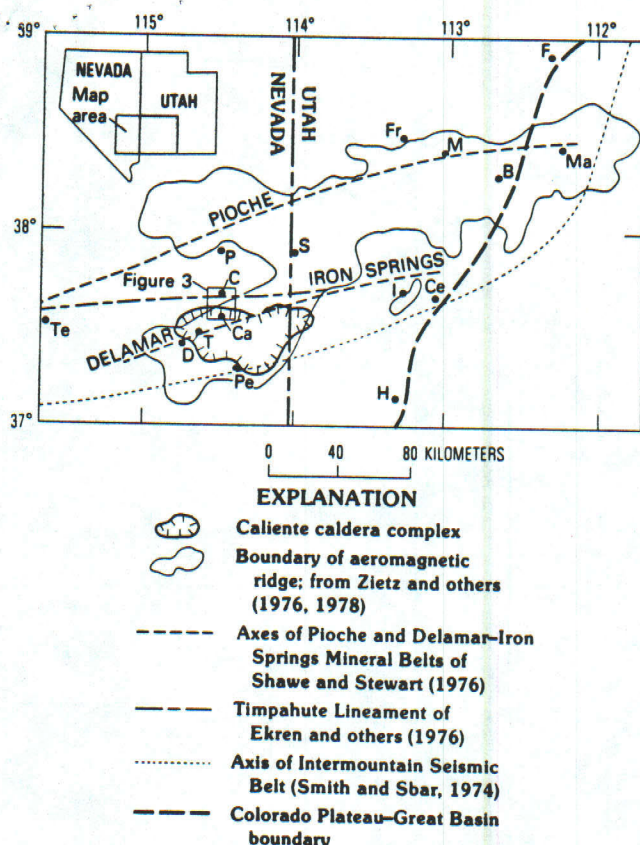 59° 115° 114° 113° 112°
NEVADA
UTAH
Map
area
NEVADA
UTAH
F
Fr
M
B
Ma
PIOCHE
38°
P
S
Figure 3
C
IRON SPRINGS
I
Ce
Te
DELAMAR
Ca
T
D
Pe
H
37°
0 40 80 KILOMETERS
EXPLANATION
Caliente caldera complex
Boundary of aeromagnetic
ridge; from Zietz and others
(1976, 1978)
Axes of Pioche and Delamar–Iron
Springs Mineral Belts of
Shawe and Stewart (1976)
Timpahute Lineament of
Ekren and others (1976)
Axis of Intermountain Seismic
Belt (Smith and Sbar, 1974)
Colorado Plateau–Great Basin
boundary